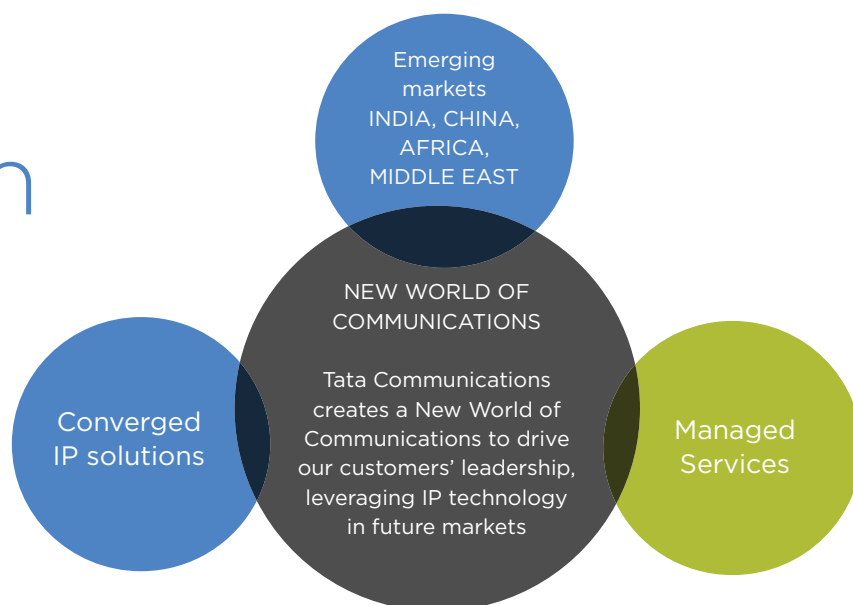 Emerging
markets
INDIA, CHINA,
AFRICA,
MIDDLE EAST
n
NEW WORLD OF
COMMUNICATIONS
Tata Communications
creates a New World of
Communications to drive
our customers’ leadership,
leveraging IP technology
in future markets
Converged
IP solutions
Managed
Services